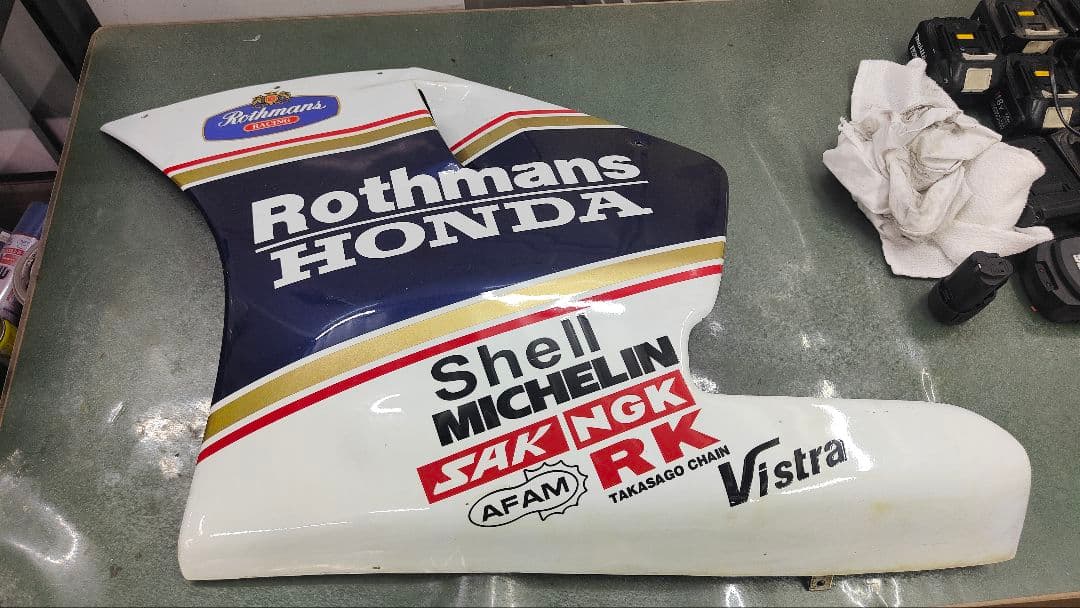 Rothmans
RACING
Rothmans
HONDA
Shell
MICHELIN
SAK NGK
AFAM RK
TAKASAGO CHAIN
Vistra